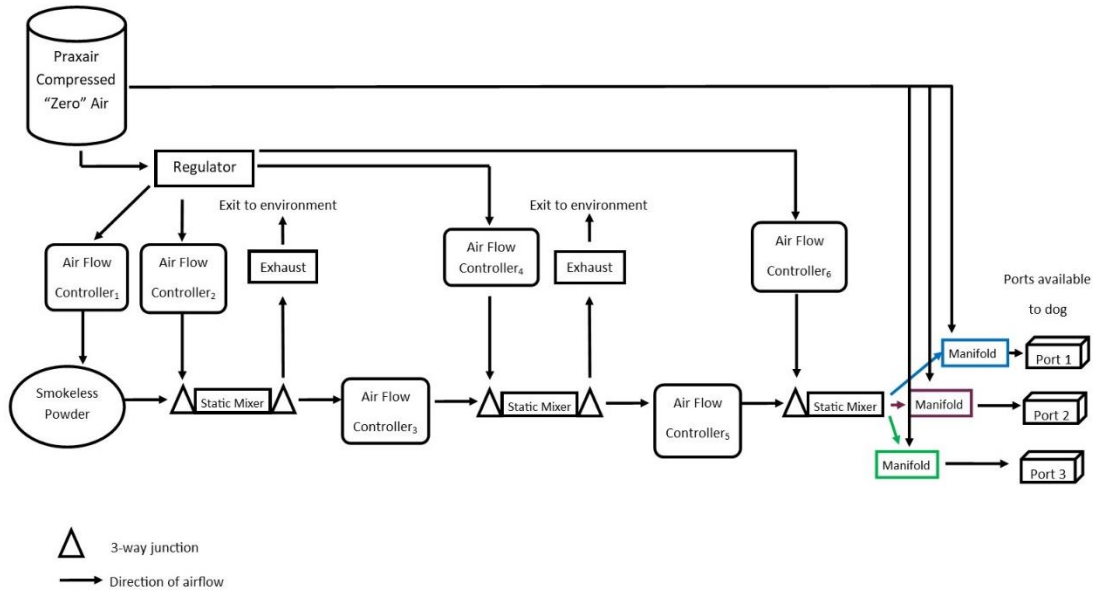 Praxair
Compressed
“Zero” Air
Regulator
Exit to environment
Exit to environment
Air Flow
Controller₁
Air Flow
Controller₂
Exhaust
Air Flow
Controller₄
Exhaust
Air Flow
Controller₆
Ports available
to dog
Smokeless
Powder
Static Mixer
Air Flow
Controller₃
Static Mixer
Air Flow
Controller₅
Static Mixer
Manifold
Port 1
Manifold
Port 2
Manifold
Port 3
3-way junction
Direction of airflow